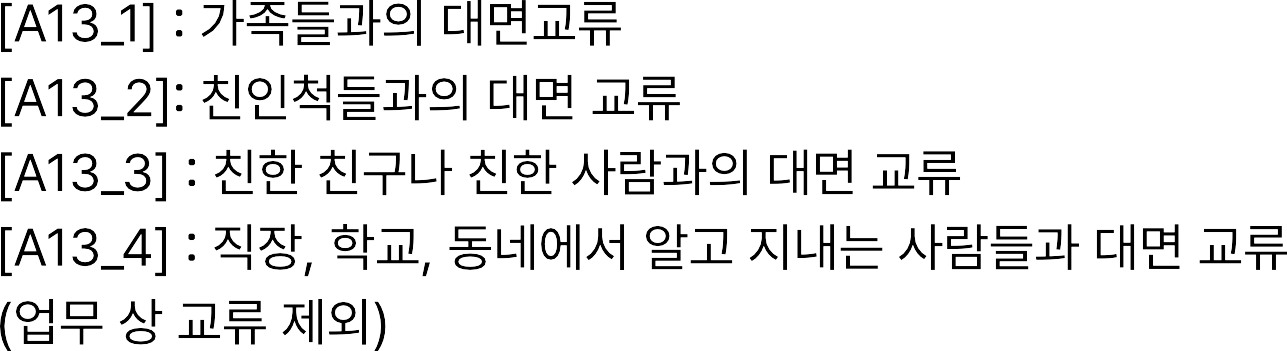 [A13_1] : 가족들과의 대면교류
[A13_2]: 친인척들과의 대면 교류
[A13_3] : 친한 친구나 친한 사람과의 대면 교류
[A13_4] : 직장, 학교, 동네에서 알고 지내는 사람들과 대면 교류
(업무 상 교류 제외)